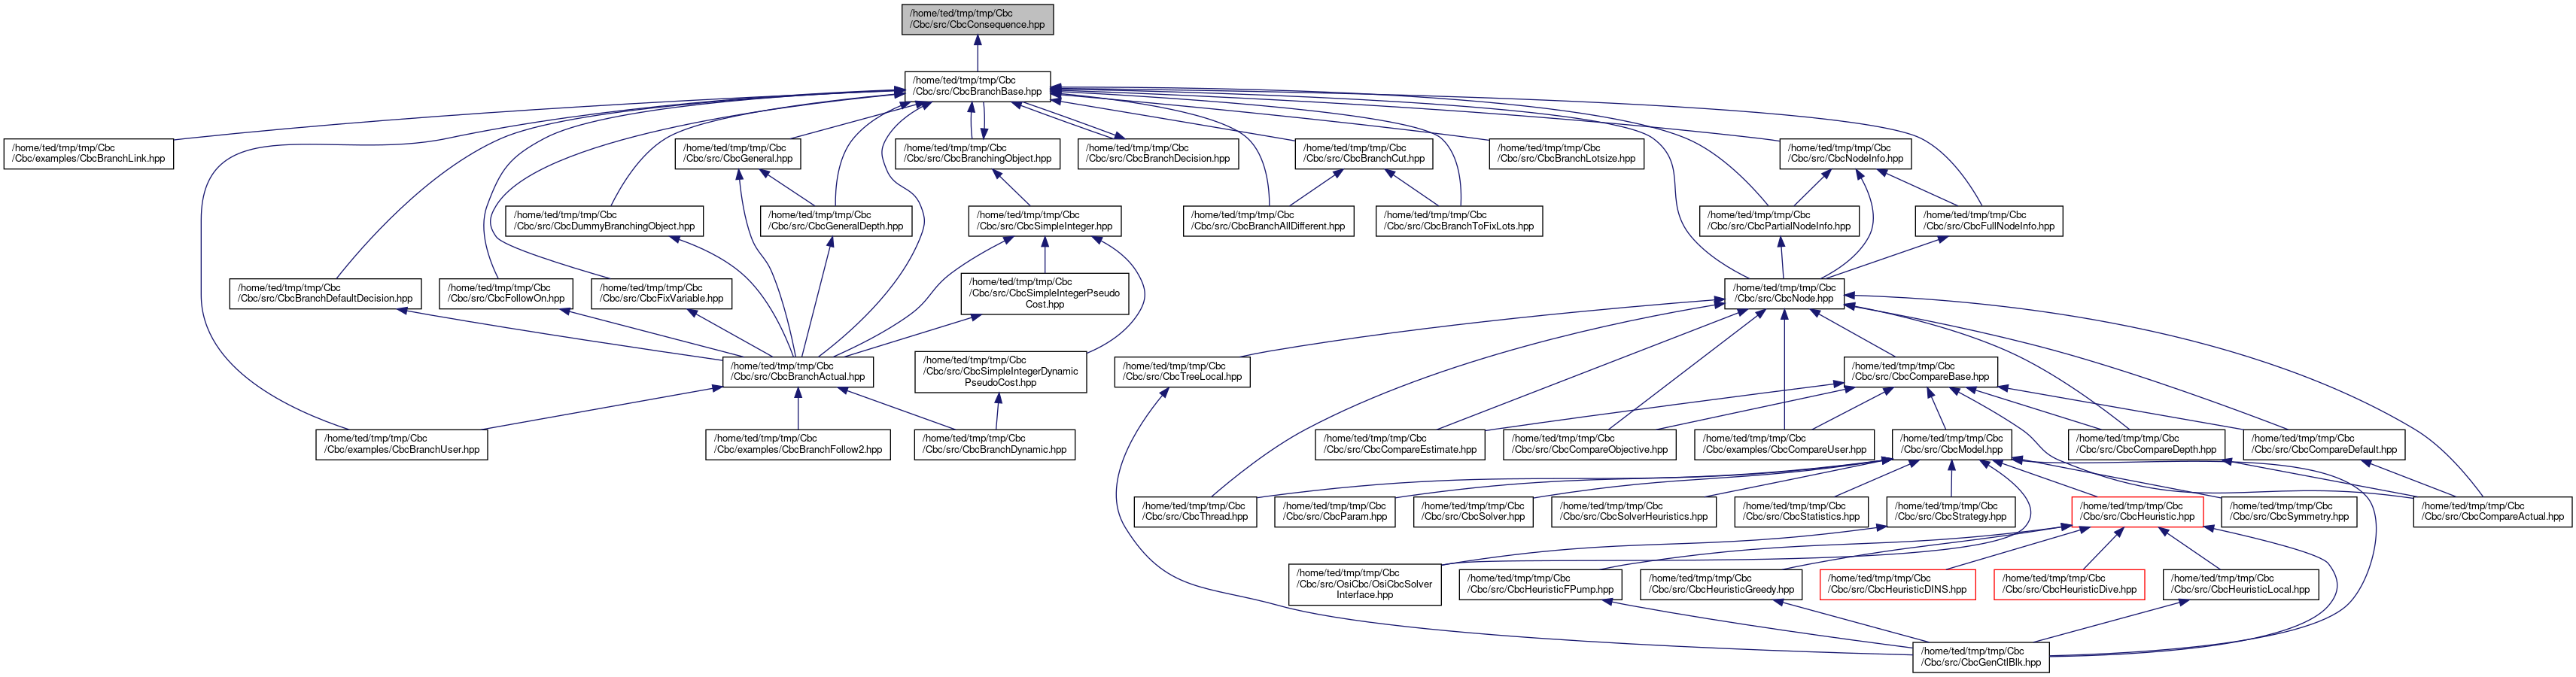 /home/ted/tmp/tmp/Cbc
/Cbc/src/CbcConsequence.hpp
/home/ted/tmp/tmp/Cbc
/Cbc/src/CbcBranchBase.hpp
/home/ted/tmp/tmp/Cbc
/Cbc/examples/CbcBranchLink.hpp
/home/ted/tmp/tmp/Cbc
/Cbc/src/CbcGeneral.hpp
/home/ted/tmp/tmp/Cbc
/Cbc/src/CbcBranchingObject.hpp
/home/ted/tmp/tmp/Cbc
/Cbc/src/CbcBranchDecision.hpp
/home/ted/tmp/tmp/Cbc
/Cbc/src/CbcBranchCut.hpp
/home/ted/tmp/tmp/Cbc
/Cbc/src/CbcBranchLotsize.hpp
/home/ted/tmp/tmp/Cbc
/Cbc/src/CbcNodeInfo.hpp
/home/ted/tmp/tmp/Cbc
/Cbc/src/CbcDummyBranchingObject.hpp
/home/ted/tmp/tmp/Cbc
/Cbc/src/CbcGeneralDepth.hpp
/home/ted/tmp/tmp/Cbc
/Cbc/src/CbcSimpleInteger.hpp
/home/ted/tmp/tmp/Cbc
/Cbc/src/CbcBranchAllDifferent.hpp
/home/ted/tmp/tmp/Cbc
/Cbc/src/CbcBranchToFixLots.hpp
/home/ted/tmp/tmp/Cbc
/Cbc/src/CbcPartialNodeInfo.hpp
/home/ted/tmp/tmp/Cbc
/Cbc/src/CbcFullNodeInfo.hpp
/home/ted/tmp/tmp/Cbc
/Cbc/src/CbcBranchDefaultDecision.hpp
/home/ted/tmp/tmp/Cbc
/Cbc/src/CbcFollowOn.hpp
/home/ted/tmp/tmp/Cbc
/Cbc/src/CbcFixVariable.hpp
/home/ted/tmp/tmp/Cbc
/Cbc/src/CbcSimpleIntegerPseudo
Cost.hpp
/home/ted/tmp/tmp/Cbc
/Cbc/src/CbcNode.hpp
/home/ted/tmp/tmp/Cbc
/Cbc/src/CbcBranchActual.hpp
/home/ted/tmp/tmp/Cbc
/Cbc/src/CbcSimpleIntegerDynamic
PseudoCost.hpp
/home/ted/tmp/tmp/Cbc
/Cbc/src/CbcTreeLocal.hpp
/home/ted/tmp/tmp/Cbc
/Cbc/src/CbcCompareBase.hpp
/home/ted/tmp/tmp/Cbc
/Cbc/examples/CbcBranchUser.hpp
/home/ted/tmp/tmp/Cbc
/Cbc/examples/CbcBranchFollow2.hpp
/home/ted/tmp/tmp/Cbc
/Cbc/src/CbcBranchDynamic.hpp
/home/ted/tmp/tmp/Cbc
/Cbc/src/CbcCompareEstimate.hpp
/home/ted/tmp/tmp/Cbc
/Cbc/src/CbcCompareObjective.hpp
/home/ted/tmp/tmp/Cbc
/Cbc/examples/CbcCompareUser.hpp
/home/ted/tmp/tmp/Cbc
/Cbc/src/CbcModel.hpp
/home/ted/tmp/tmp/Cbc
/Cbc/src/CbcCompareDepth.hpp
/home/ted/tmp/tmp/Cbc
/Cbc/src/CbcCompareDefault.hpp
/home/ted/tmp/tmp/Cbc
/Cbc/src/CbcThread.hpp
/home/ted/tmp/tmp/Cbc
/Cbc/src/CbcParam.hpp
/home/ted/tmp/tmp/Cbc
/Cbc/src/CbcSolver.hpp
/home/ted/tmp/tmp/Cbc
/Cbc/src/CbcSolverHeuristics.hpp
/home/ted/tmp/tmp/Cbc
/Cbc/src/CbcStatistics.hpp
/home/ted/tmp/tmp/Cbc
/Cbc/src/CbcStrategy.hpp
/home/ted/tmp/tmp/Cbc
/Cbc/src/CbcHeuristic.hpp
/home/ted/tmp/tmp/Cbc
/Cbc/src/CbcSymmetry.hpp
/home/ted/tmp/tmp/Cbc
/Cbc/src/CbcCompareActual.hpp
/home/ted/tmp/tmp/Cbc
/Cbc/src/OsiCbc/OsiCbcSolver
Interface.hpp
/home/ted/tmp/tmp/Cbc
/Cbc/src/CbcHeuristicFPump.hpp
/home/ted/tmp/tmp/Cbc
/Cbc/src/CbcHeuristicGreedy.hpp
/home/ted/tmp/tmp/Cbc
/Cbc/src/CbcHeuristicDINS.hpp
/home/ted/tmp/tmp/Cbc
/Cbc/src/CbcHeuristicDive.hpp
/home/ted/tmp/tmp/Cbc
/Cbc/src/CbcHeuristicLocal.hpp
/home/ted/tmp/tmp/Cbc
/Cbc/src/CbcGenCtlBlk.hpp